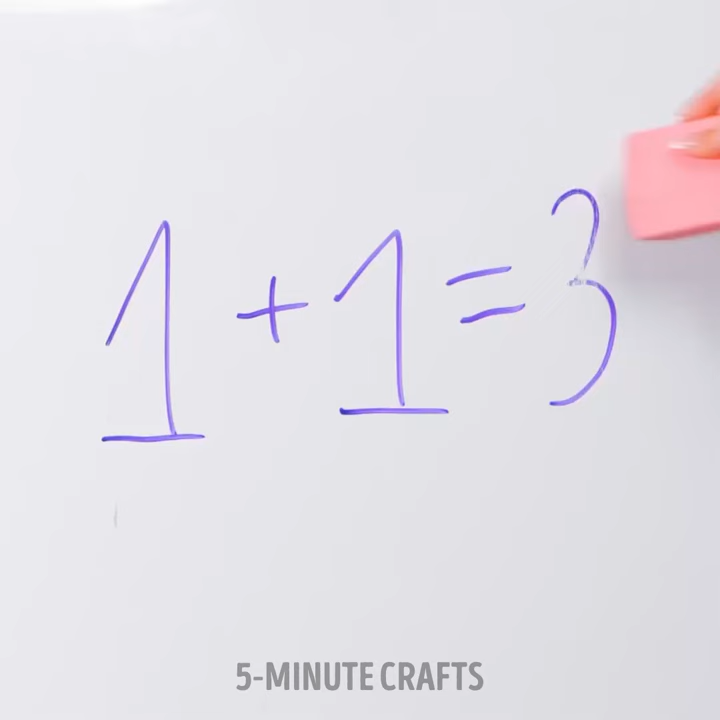 1 + 1 = 3
5-MINUTE CRAFTS